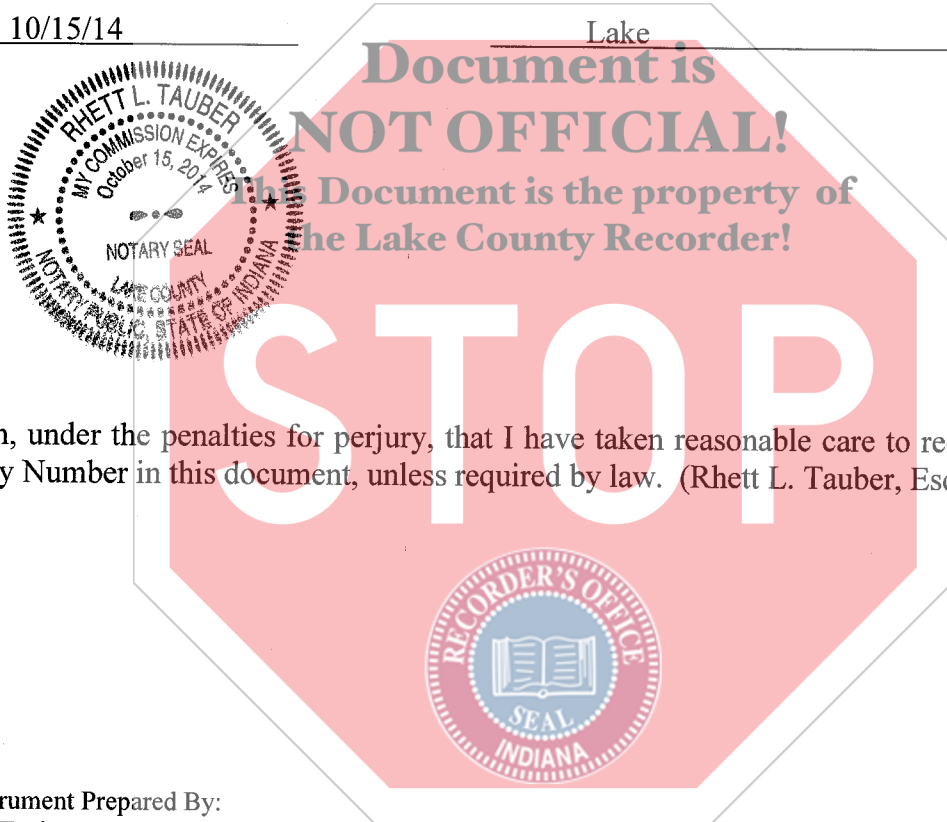 10/15/14
Lake
Document is
NOT OFFICIAL!
This Document is the property of
the Lake County Recorder!
RHETT L. TAUBER
MY COMMISSION EXPIRES
October 15, 2014
NOTARY SEAL
LAKE COUNTY
NOTARY PUBLIC, STATE OF INDIANA
STOP
n, under the penalties for perjury, that I have taken reasonable care to re
y Number in this document, unless required by law. (Rhett L. Tauber, Esq
RECORDER'S OFFICE
SEAL
INDIANA
rument Prepared By: